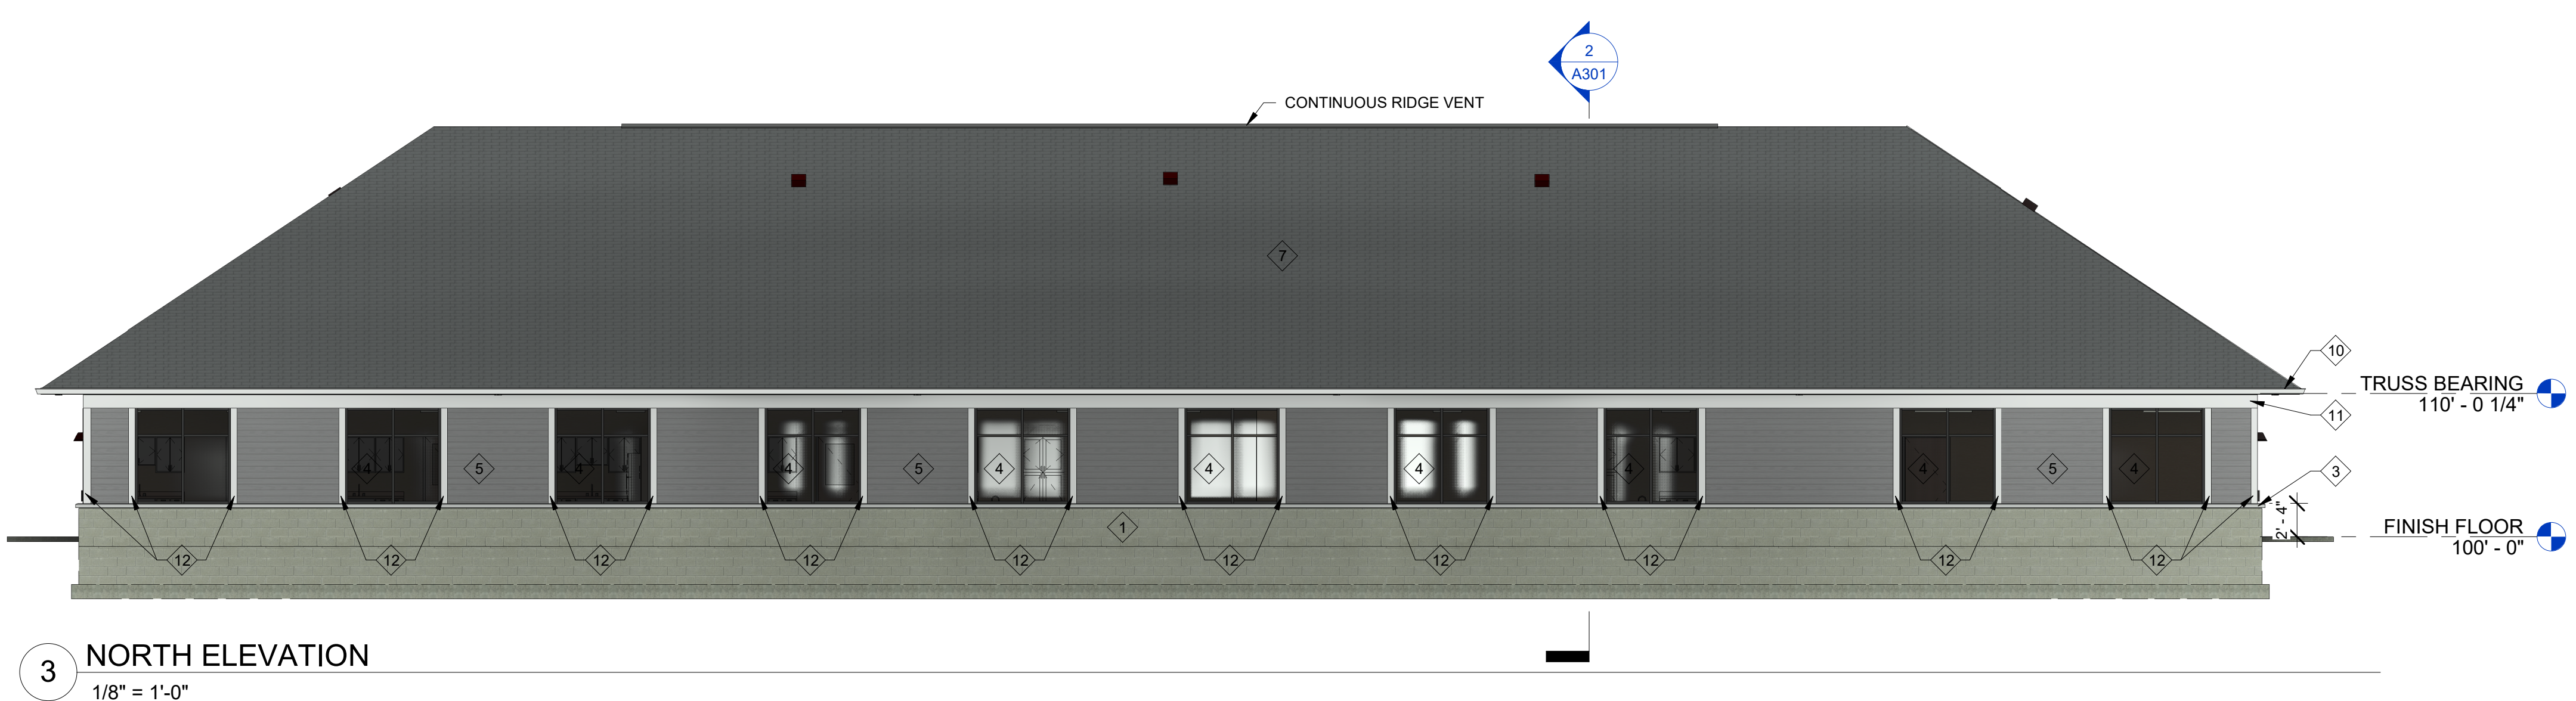 2
A301
CONTINUOUS RIDGE VENT
7
10
TRUSS BEARING
110' - 0 1/4"
11
4 5 4 4 5 4 4 4 4 4 5 4
3
2' - 4"
1
FINISH FLOOR
100' - 0"
12 12 12 12 12 12 12 12 12 12
3 NORTH ELEVATION
1/8" = 1'-0"